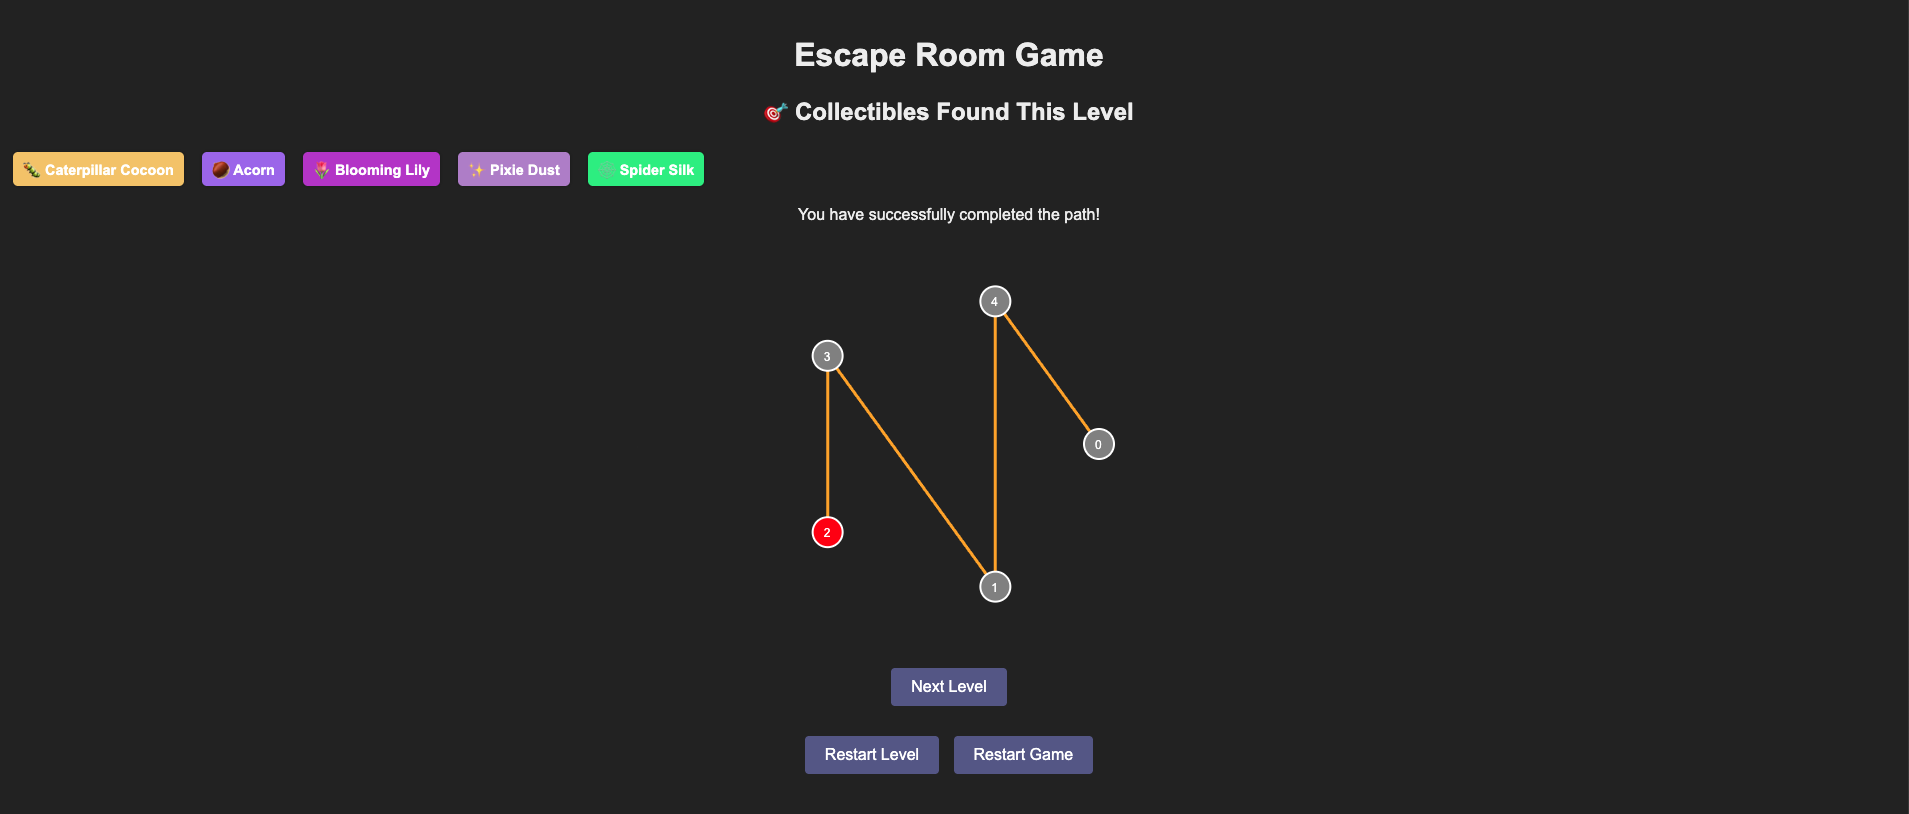 Escape Room Game
🎯 Collectibles Found This Level
🐛 Caterpillar Cocoon 🌰 Acorn 🌷 Blooming Lily ✨ Pixie Dust 🕸️ Spider Silk
You have successfully completed the path!
4
3
0
2
1
Next Level
Restart Level Restart Game